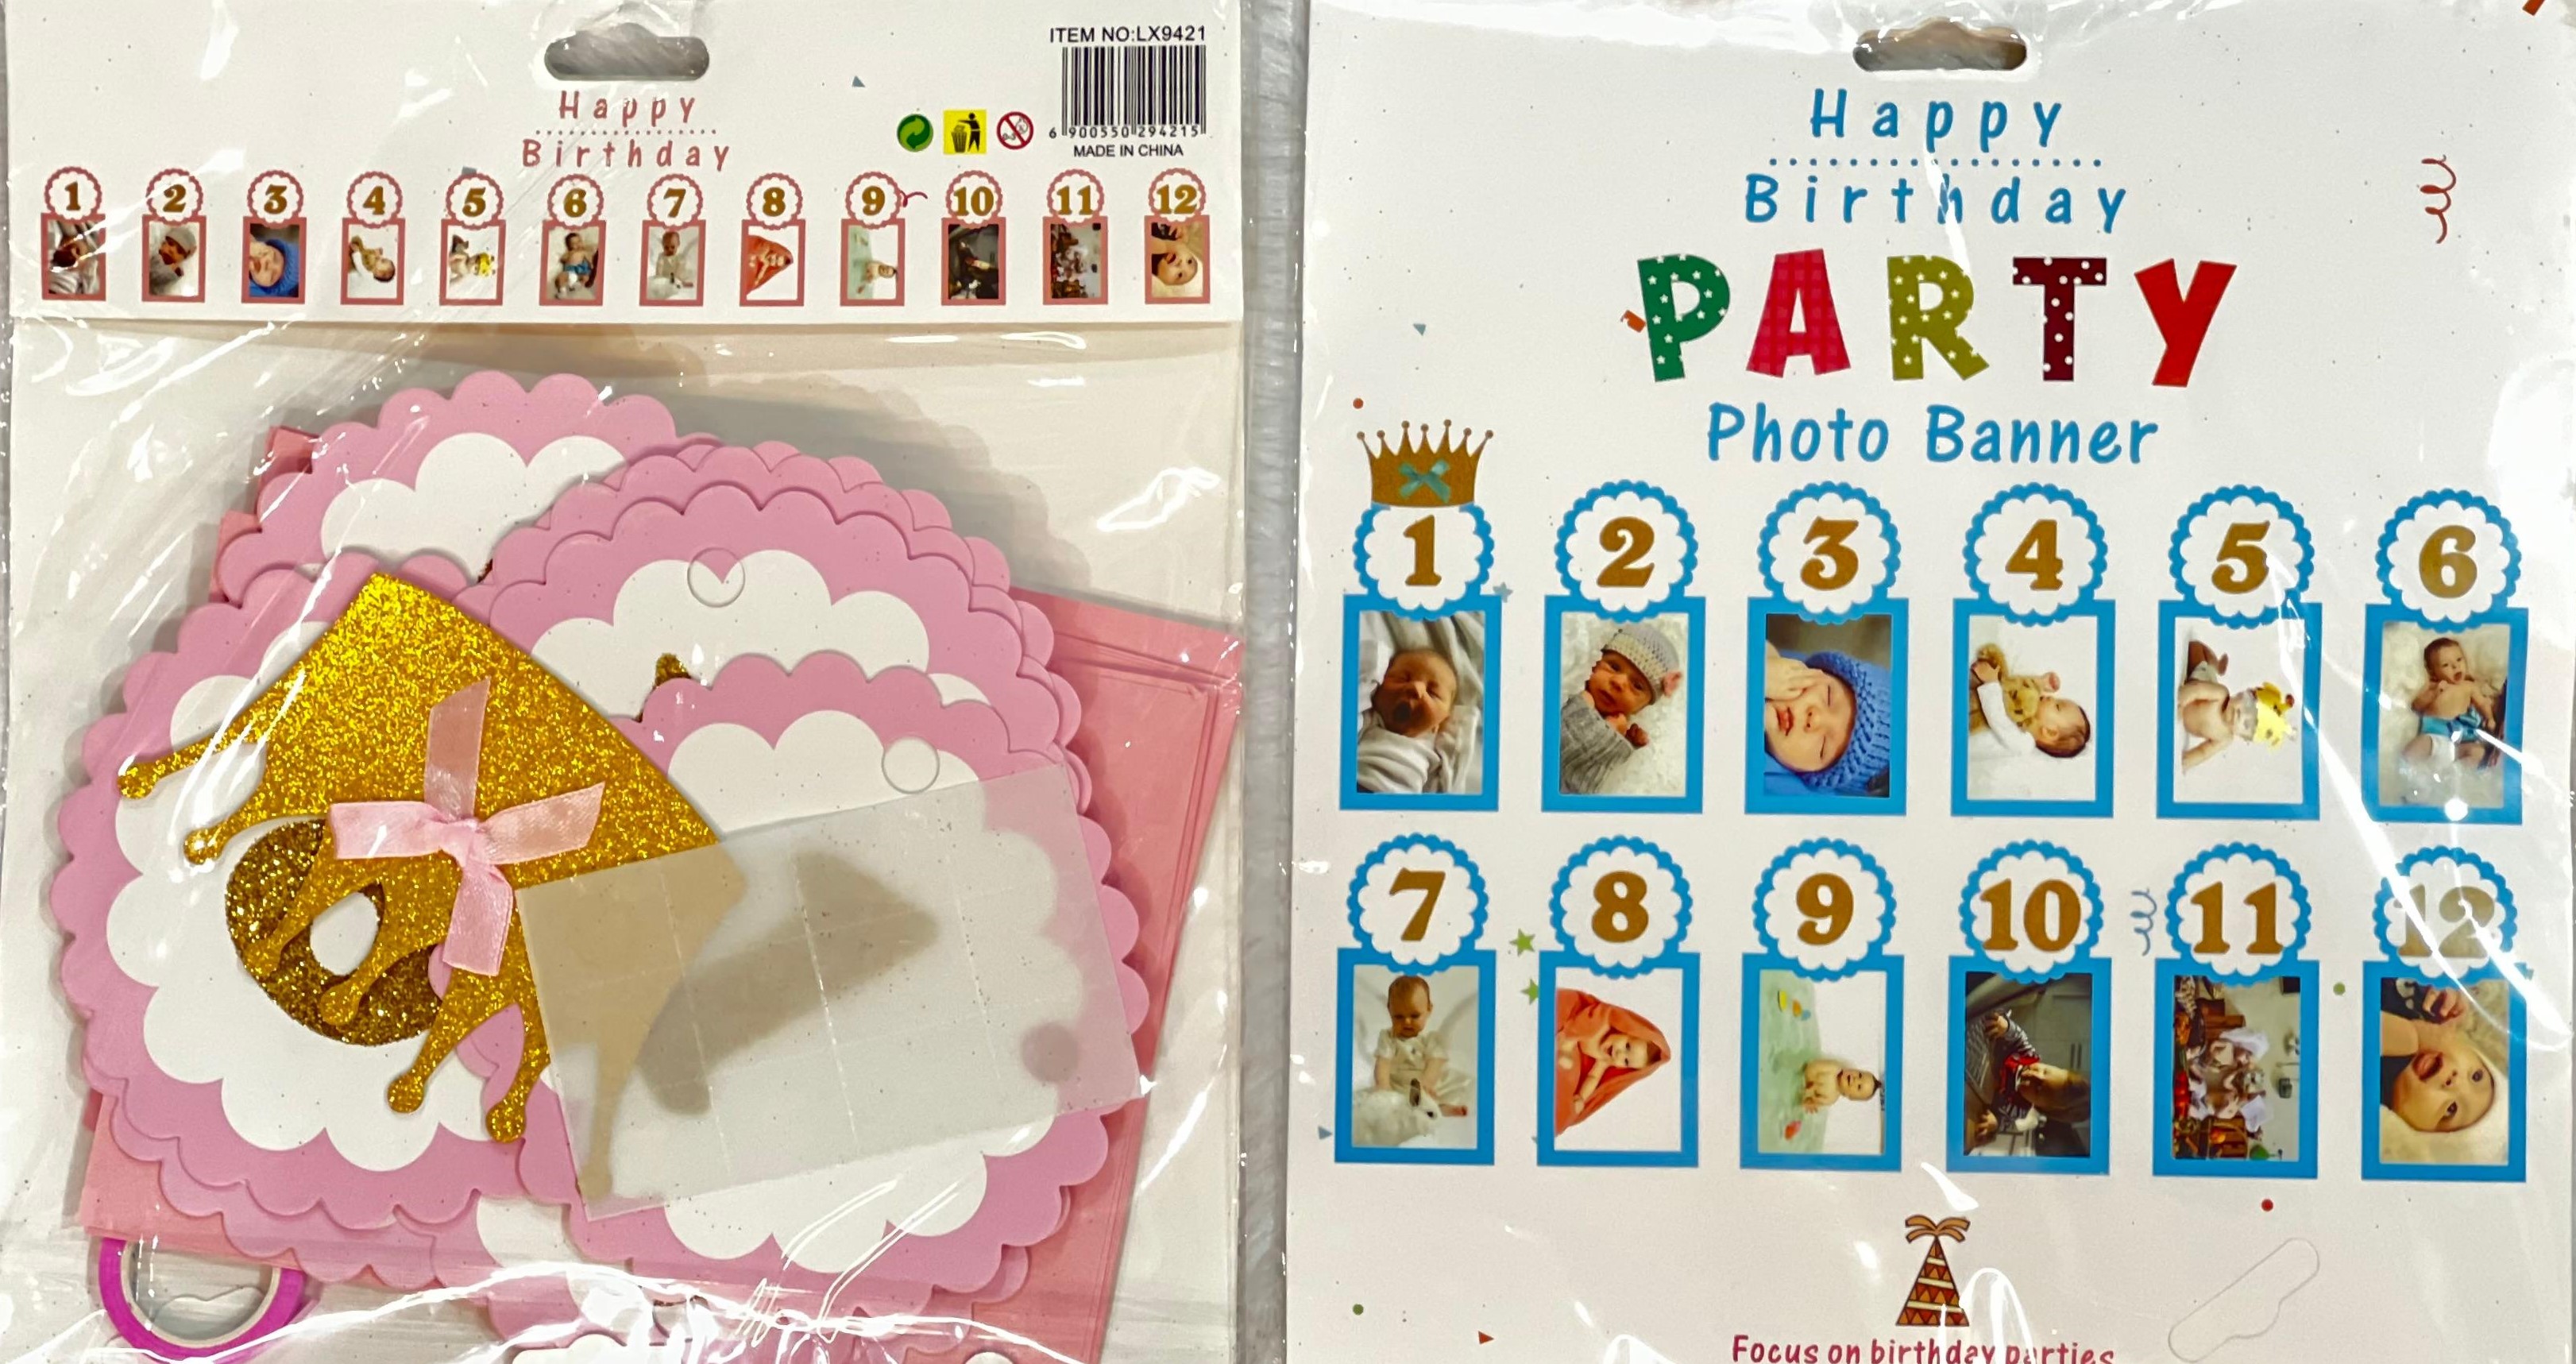 ITEM NO:LX9421
6 900550 294215
MADE IN CHINA
Happy
Birthday
1 2 3 4 5 6 7 8 9 10 11 12
Happy
Birthday
PARTY
Photo Banner
1 2 3 4 5 6
7 8 9 10 11 12
Focus on birthday parties